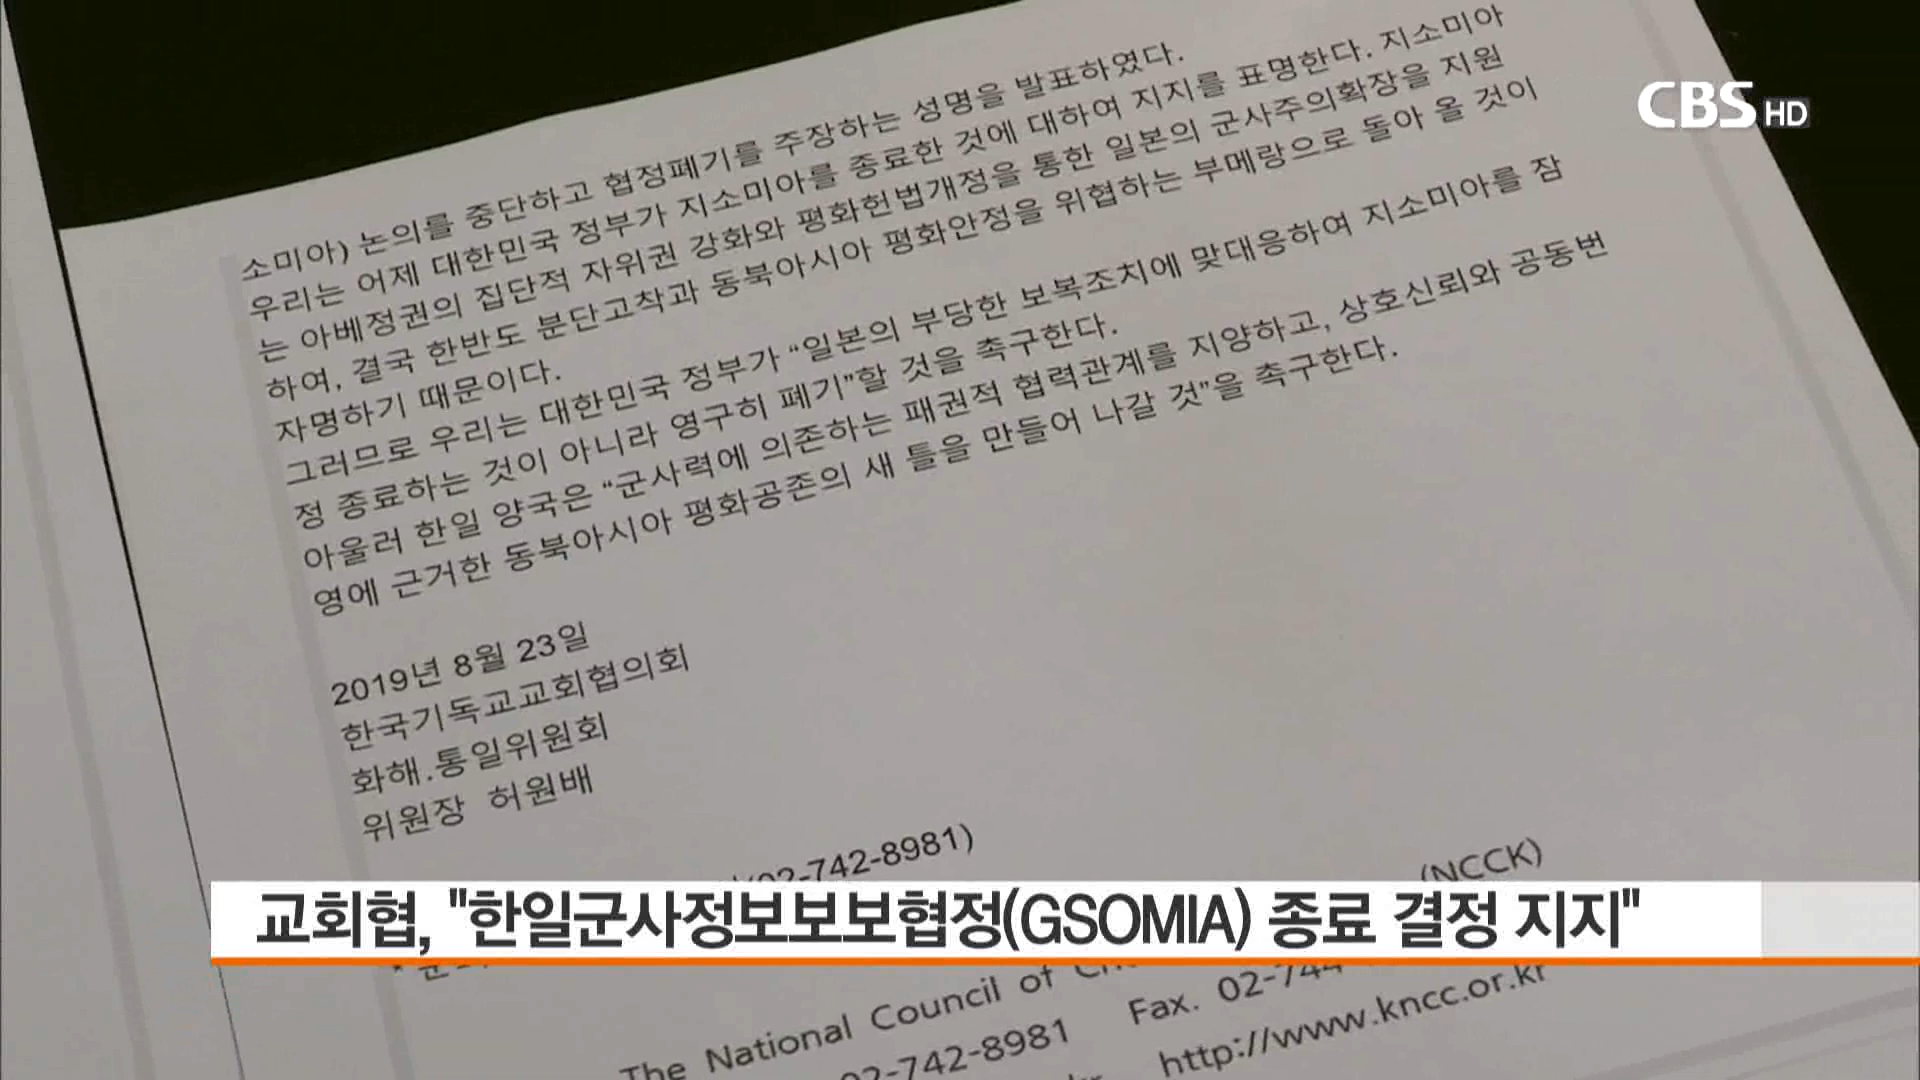 CBS HD
소미아) 논의를 중단하고 협정폐기를 주장하는 성명을 발표하였다.
우리는 어제 대한민국 정부가 지소미아를 종료한 것에 대하여 지지를 표명한다. 지소미아
는 아베정권의 집단적 자위권 강화와 평화헌법개정을 통한 일본의 군사주의확장을 지원
하여, 결국 한반도 분단고착과 동북아시아 평화안정을 위협하는 부메랑으로 돌아 올 것이
자명하기 때문이다.
그러므로 우리는 대한민국 정부가 “일본의 부당한 보복조치에 맞대응하여 지소미아를 잠
정 종료하는 것이 아니라 영구히 폐기”할 것을 촉구한다.
아울러 한일 양국은 “군사력에 의존하는 패권적 협력관계를 지양하고, 상호신뢰와 공동번
영에 근거한 동북아시아 평화공존의 새 틀을 만들어 나갈 것”을 촉구한다.
2019년 8월 23일
한국기독교교회협의회
화해.통일위원회
위원장 허원배
02-742-8981)
(NCCK)
교회협, "한일군사정보보보협정(GSOMIA) 종료 결정 지지"
The National Council of
02-742-8981 Fax. 02-744
http://www.kncc.or.kr